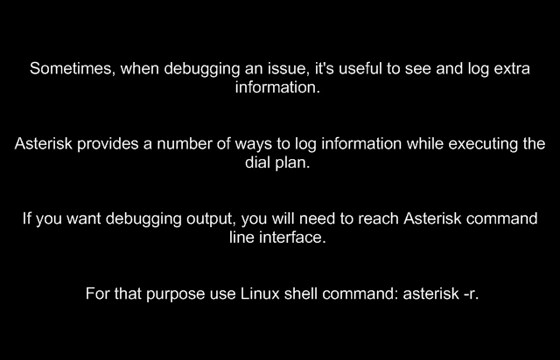 Sometimes, when debugging an issue, it's useful to see and log extra
information.
Asterisk provides a number of ways to log information while executing the
dial plan.
If you want debugging output, you will need to reach Asterisk command
line interface.
For that purpose use Linux shell command: asterisk -r.